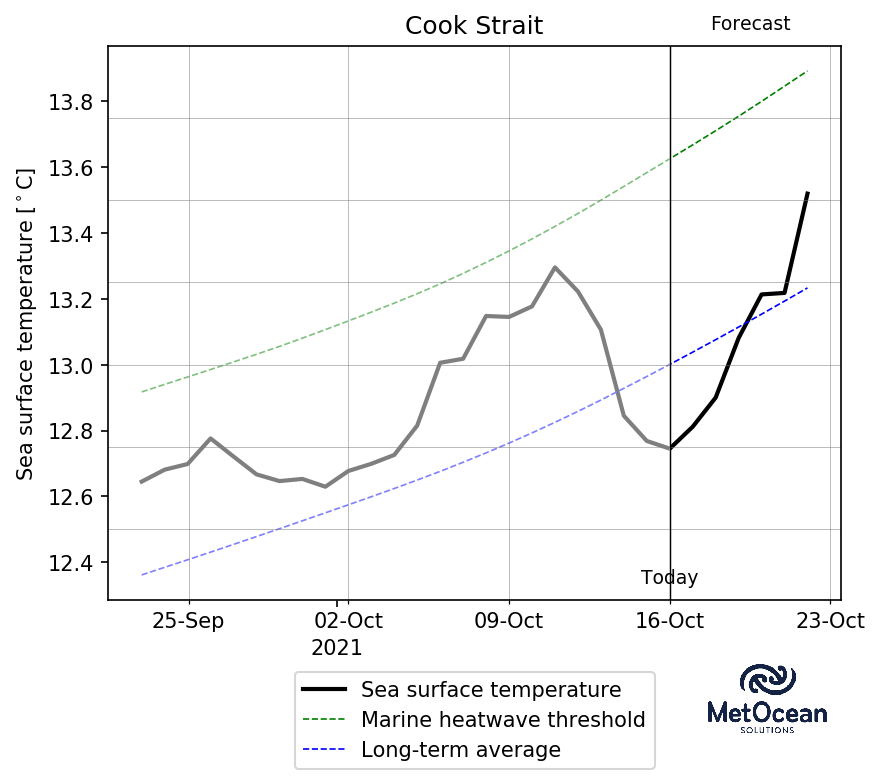 Cook Strait
Forecast
Sea surface temperature [°C]
13.8
13.6
13.4
13.2
13.0
12.8
12.6
12.4
Today
25-Sep
02-Oct
09-Oct
16-Oct
23-Oct
2021
Sea surface temperature
Marine heatwave threshold
Long-term average
MetOcean
SOLUTIONS